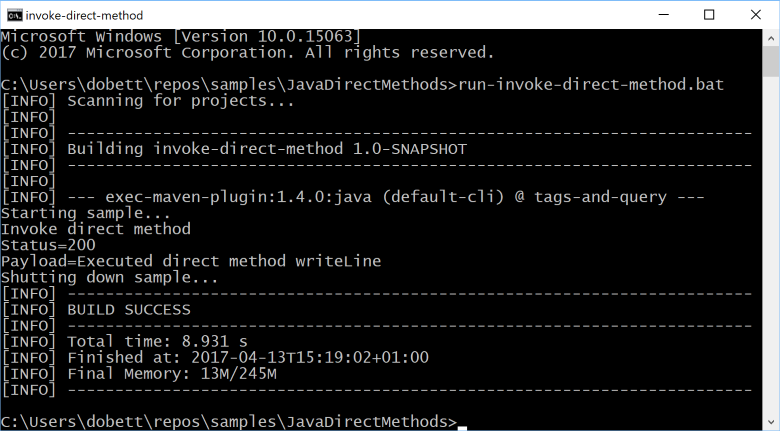 invoke-direct-method
Microsoft Windows [Version 10.0.15063]
(c) 2017 Microsoft Corporation. All rights reserved.
C:\Users\dobett\repos\samples\JavaDirectMethods>run-invoke-direct-method.bat
[INFO] Scanning for projects...
[INFO]
[INFO] ------------------------------------------------------------------------
[INFO] Building invoke-direct-method 1.0-SNAPSHOT
[INFO] ------------------------------------------------------------------------
[INFO]
[INFO] --- exec-maven-plugin:1.4.0:java (default-cli) @ tags-and-query ---
Starting sample...
Invoke direct method
Status=200
Payload=Executed direct method writeLine
Shutting down sample...
[INFO] ------------------------------------------------------------------------
[INFO] BUILD SUCCESS
[INFO] ------------------------------------------------------------------------
[INFO] Total time: 8.931 s
[INFO] Finished at: 2017-04-13T15:19:02+01:00
[INFO] Final Memory: 13M/245M
[INFO] ------------------------------------------------------------------------
C:\Users\dobett\repos\samples\JavaDirectMethods>